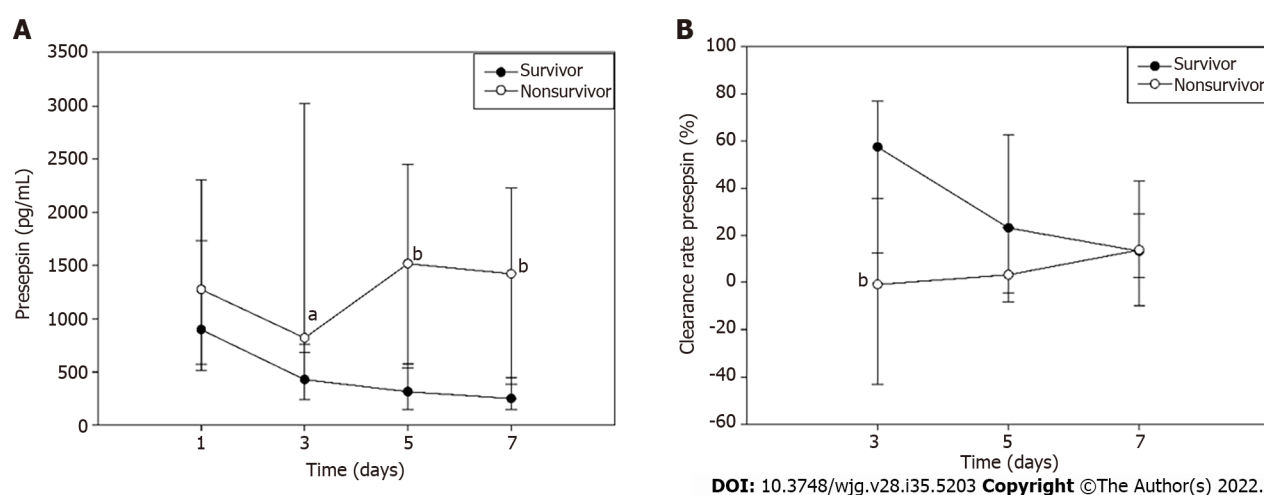 A
Presepsin (pg/mL)
3500
3000
2500
2000
1500
1000
500
0
Survivor
Nonsurvivor
a
b
b
1 3 5 7
Time (days)
B
Clearance rate presepsin (%)
100
80
60
40
20
0
-20
-40
-60
Survivor
Nonsurvivor
b
3 5 7
Time (days)
DOI: 10.3748/wjg.v28.i35.5203 Copyright ©The Author(s) 2022.